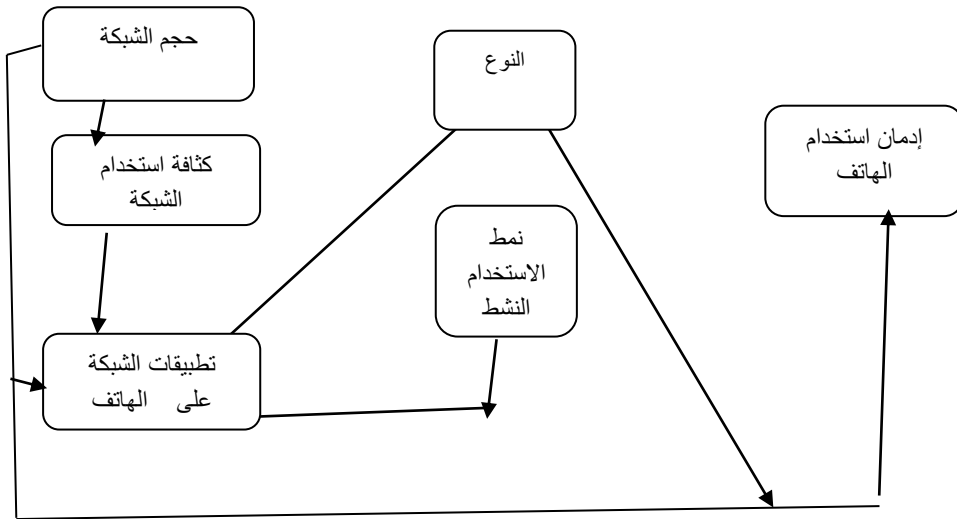 حجم الشبكة
النوع
إدمان استخدام
الهاتف
كثافة استخدام
الشبكة
نمط
الاستخدام
النشط
تطبيقات الشبكة
على الهاتف